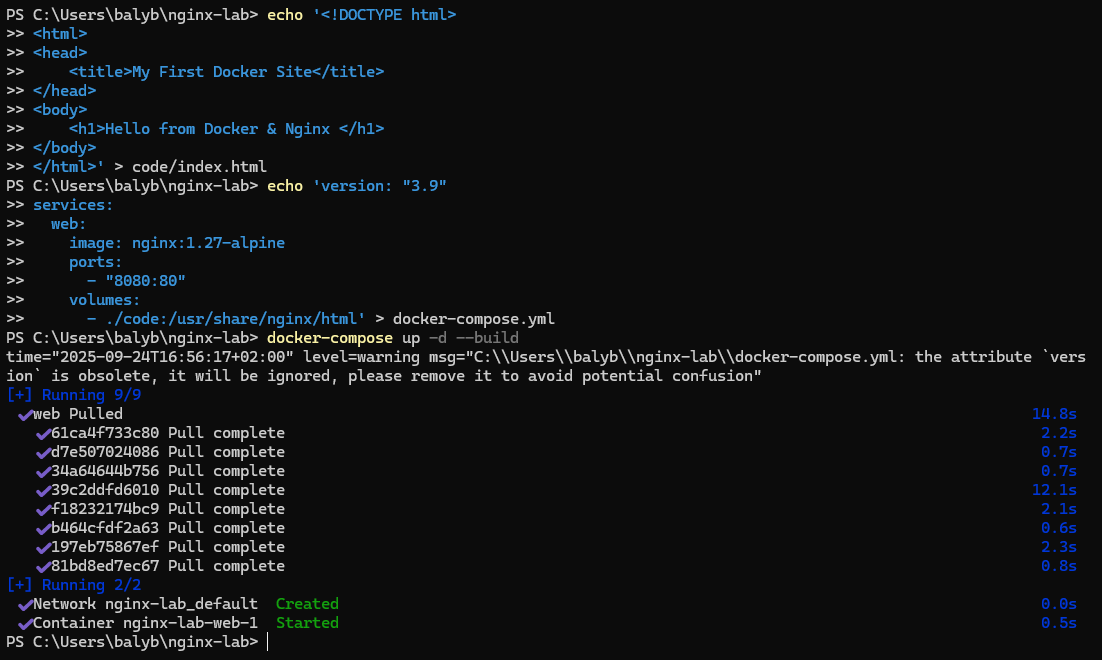 PS C:\Users\balyb\nginx-lab> echo '<!DOCTYPE html>
>> <html>
>> <head>
>>     <title>My First Docker Site</title>
>> </head>
>> <body>
>>     <h1>Hello from Docker & Nginx </h1>
>> </body>
>> </html>' > code/index.html
PS C:\Users\balyb\nginx-lab> echo 'version: "3.9"
>> services:
>>   web:
>>     image: nginx:1.27-alpine
>>     ports:
>>       - "8080:80"
>>     volumes:
>>       - ./code:/usr/share/nginx/html' > docker-compose.yml
PS C:\Users\balyb\nginx-lab> docker-compose up -d --build
time="2025-09-24T16:56:17+02:00" level=warning msg="C:\\Users\\balyb\\nginx-lab\\docker-compose.yml: the attribute `vers
ion` is obsolete, it will be ignored, please remove it to avoid potential confusion"
[+] Running 9/9
✔web Pulled 14.8s
✔61ca4f733c80 Pull complete 2.2s
✔d7e507024086 Pull complete 0.7s
✔34a64644b756 Pull complete 0.7s
✔39c2ddfd6010 Pull complete 12.1s
✔f18232174bc9 Pull complete 2.1s
✔b464cfdf2a63 Pull complete 0.6s
✔197eb75867ef Pull complete 2.3s
✔81bd8ed7ec67 Pull complete 0.8s
[+] Running 2/2
✔Network nginx-lab_default  Created 0.0s
✔Container nginx-lab-web-1  Started 0.5s
PS C:\Users\balyb\nginx-lab>